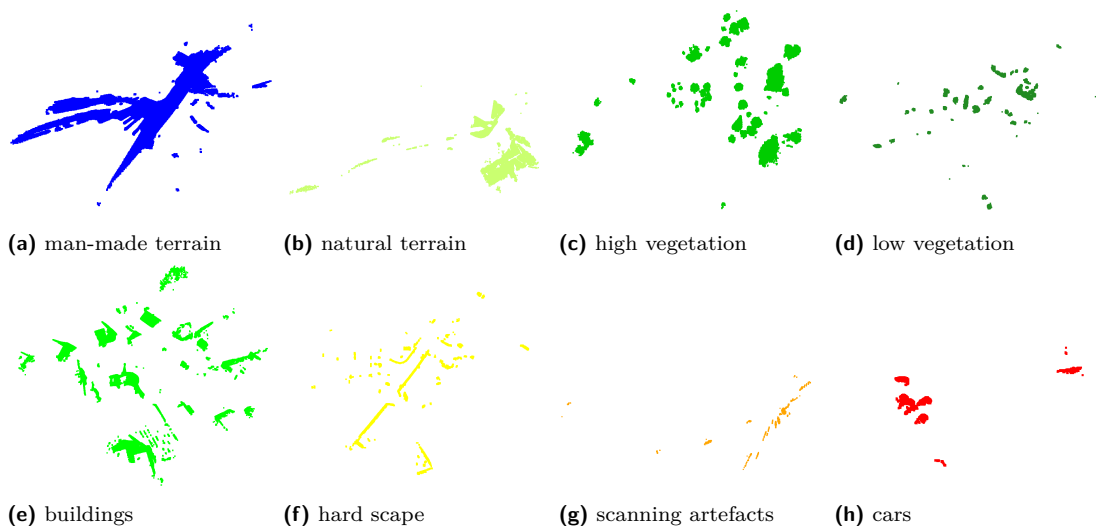 (a) man-made terrain
(b) natural terrain
(c) high vegetation
(d) low vegetation
(e) buildings
(f) hard scape
(g) scanning artefacts
(h) cars